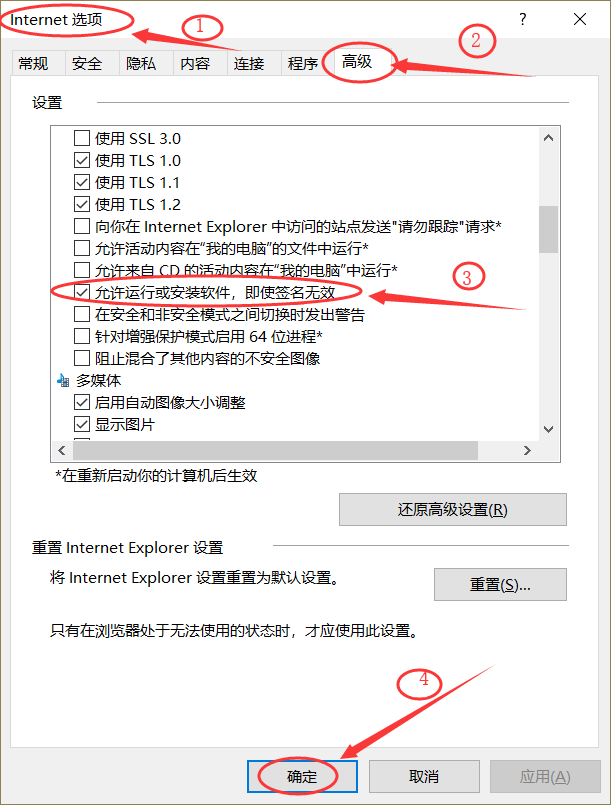 Internet 选项
1
?
2
常规
安全
隐私
内容
连接
程序
高级
设置
使用 SSL 3.0
使用 TLS 1.0
使用 TLS 1.1
使用 TLS 1.2
向你在 Internet Explorer 中访问的站点发送"请勿跟踪"请求*
允许活动内容在“我的电脑”的文件中运行*
允许来自 CD 的活动内容在“我的电脑”中运行*
3
允许运行或安装软件，即使签名无效
在安全和非安全模式之间切换时发出警告
针对增强保护模式启用 64 位进程*
阻止混合了其他内容的不安全图像
多媒体
启用自动图像大小调整
显示图片
*在重新启动你的计算机后生效
还原高级设置(R)
重置 Internet Explorer 设置
将 Internet Explorer 设置重置为默认设置。
重置(S)...
只有在浏览器处于无法使用的状态时，才应使用此设置。
4
确定
取消
应用(A)